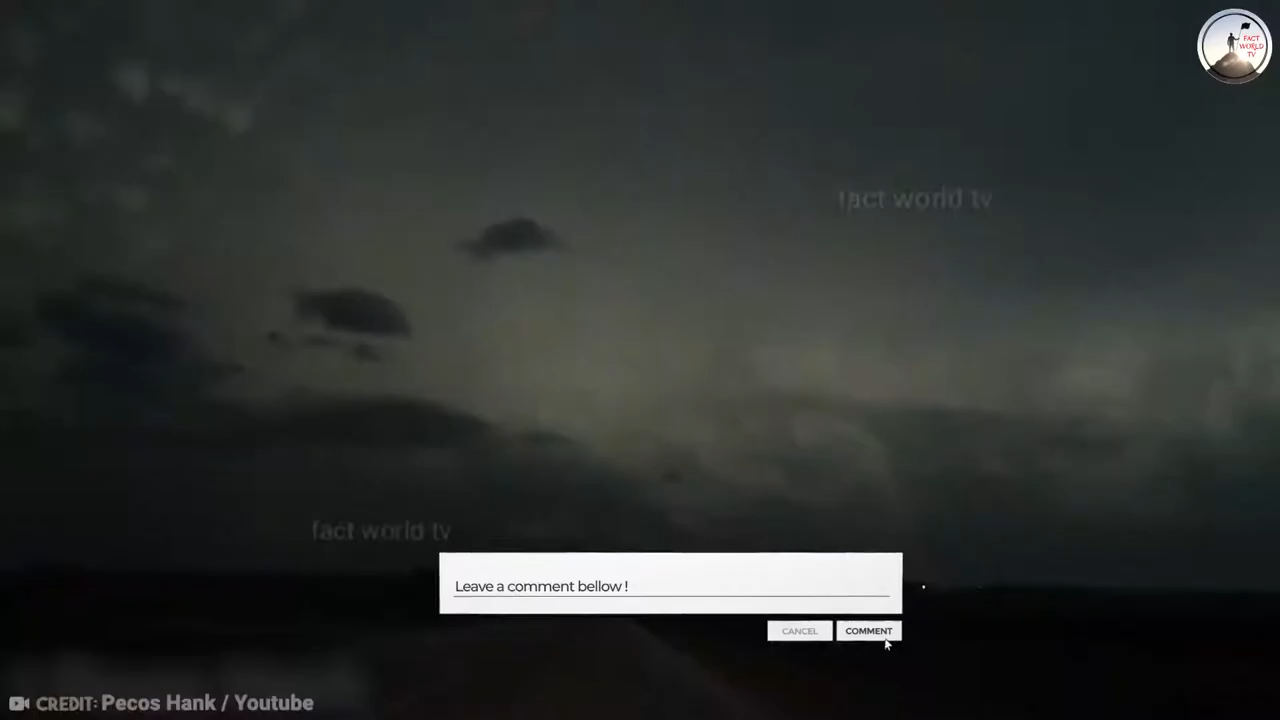 FACT
WORLD
TV
fact world tv
fact world tv
Leave a comment bellow !
CANCEL
COMMENT
CREDIT: Pecos Hank / Youtube